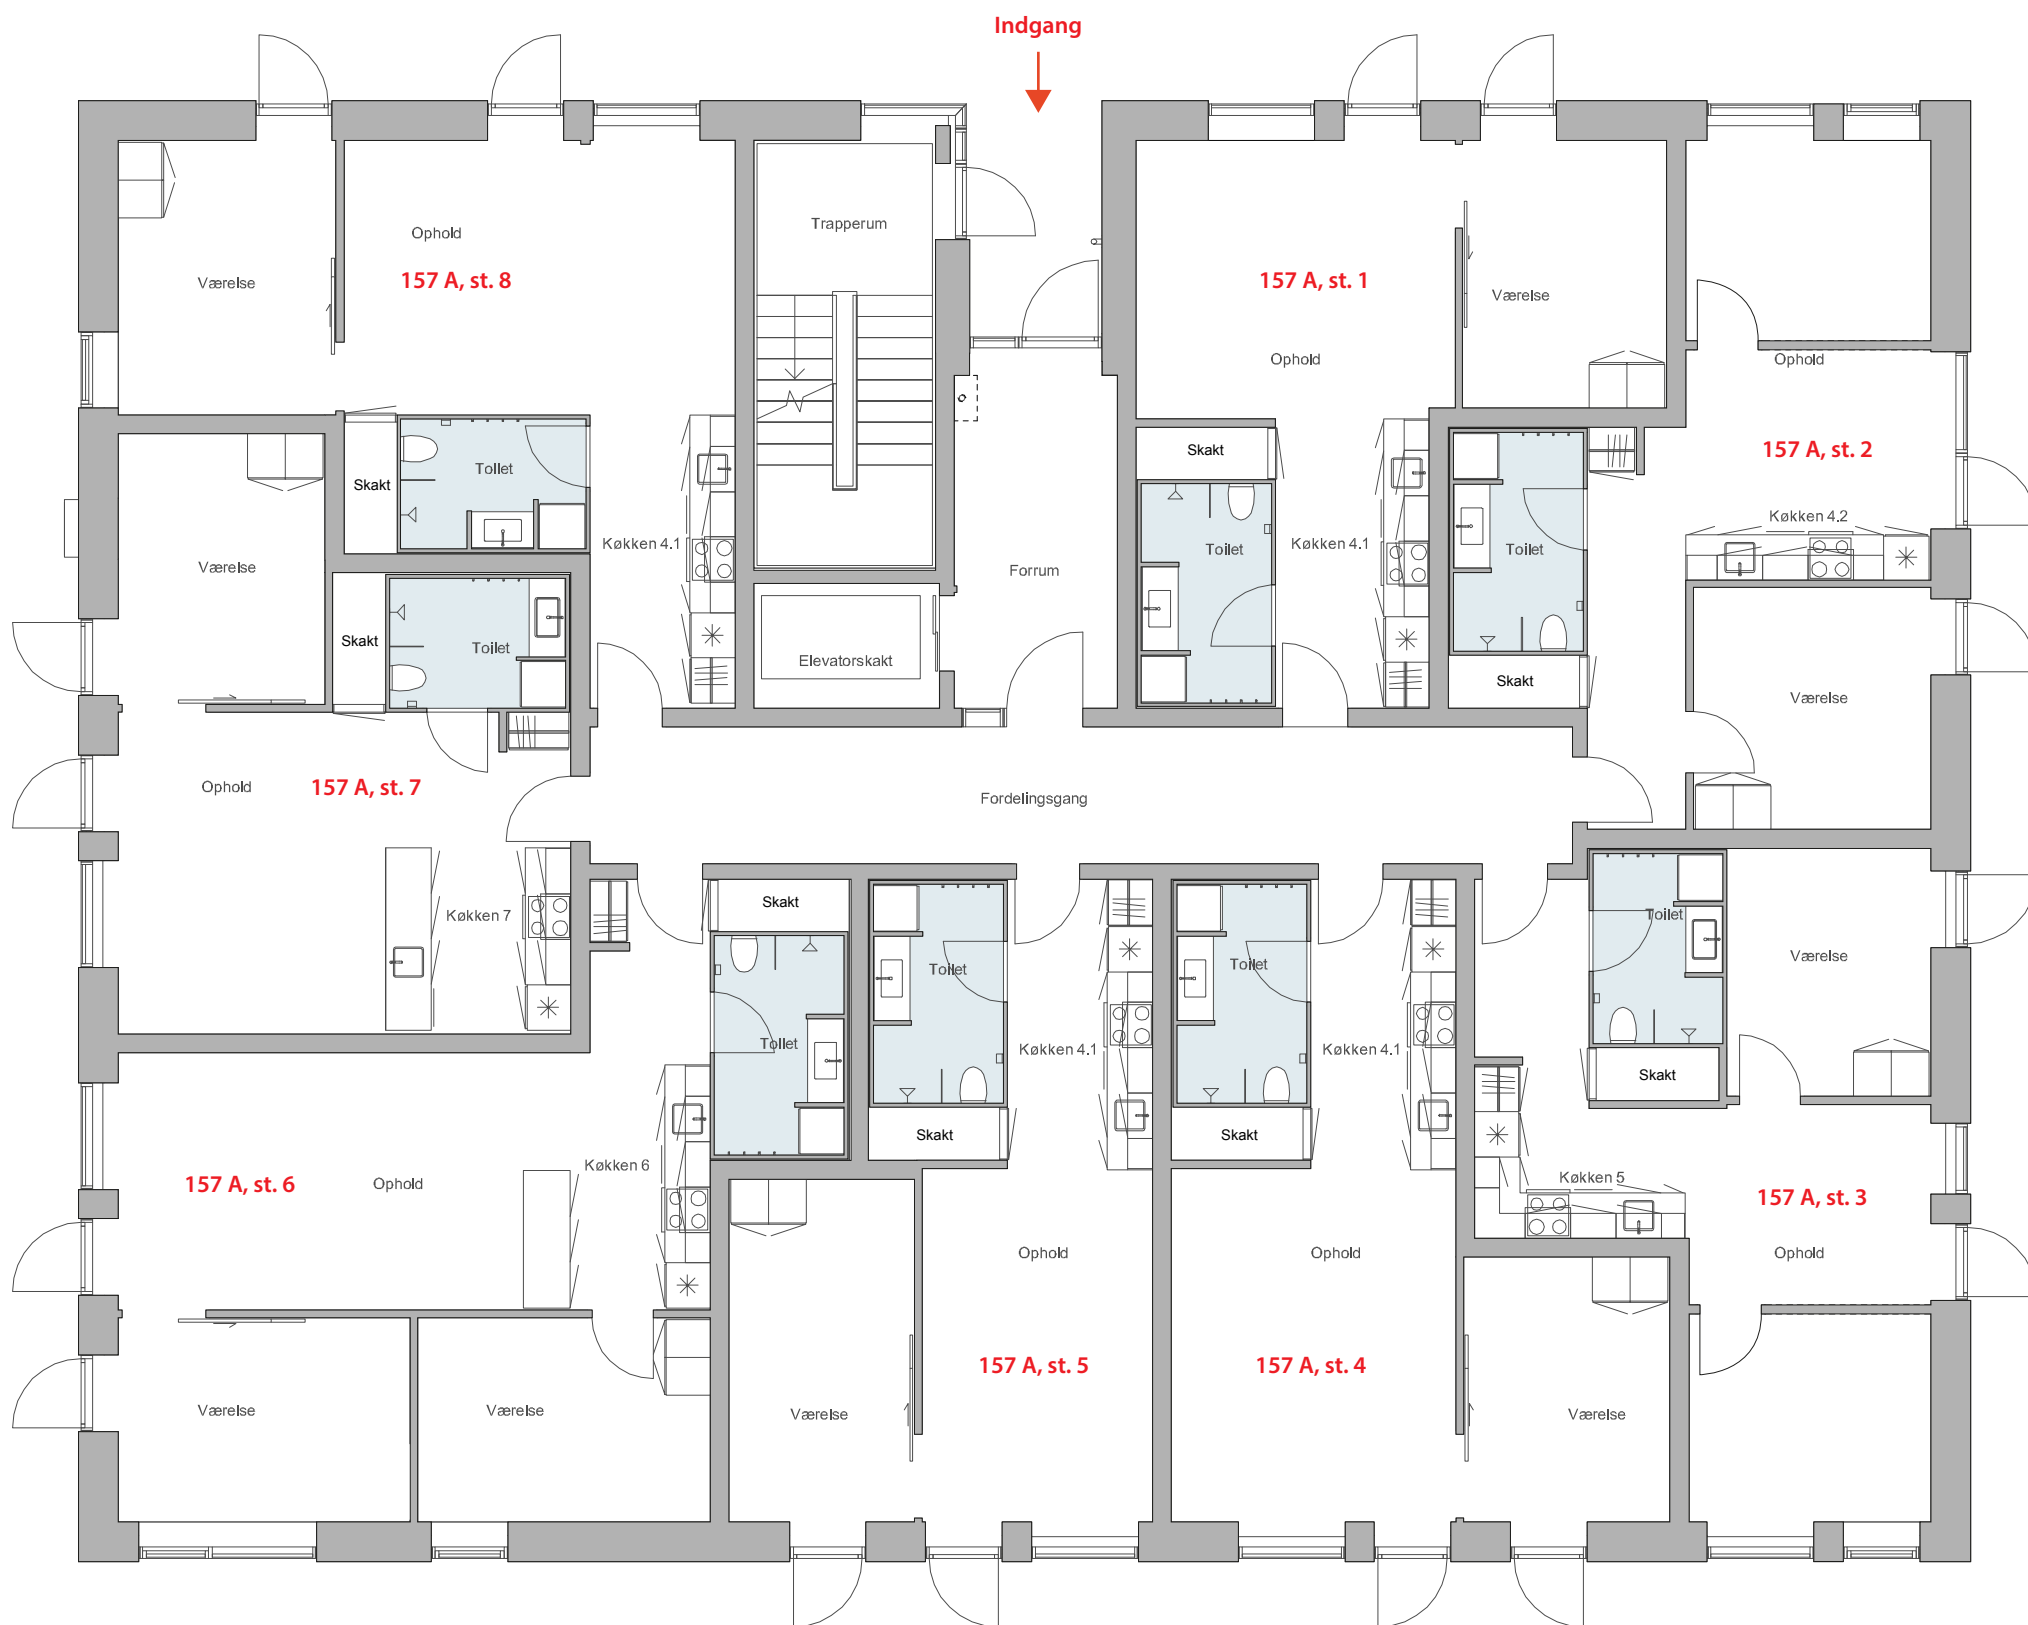 Indgang
Trapperum
Ophold
157 A, st. 8
Værelse
157 A, st. 1
Værelse
Ophold
Ophold
157 A, st. 2
Skakt
Toilet
Skakt
Køkken 4.1
Køkken 4.1
Toilet
Toilet
Køkken 4.2
Værelse
Forrum
Skakt
Toilet
Elevatorskakt
Skakt
Værelse
Ophold
157 A, st. 7
Fordelingsgang
Køkken 7
Skakt
Toilet
Toilet
Toilet
Værelse
Toilet
Køkken 4.1
Køkken 4.1
Skakt
Skakt
Skakt
Køkken 6
157 A, st. 6
Ophold
Køkken 5
157 A, st. 3
Ophold
Ophold
Ophold
157 A, st. 5
157 A, st. 4
Værelse
Værelse
Værelse
Værelse